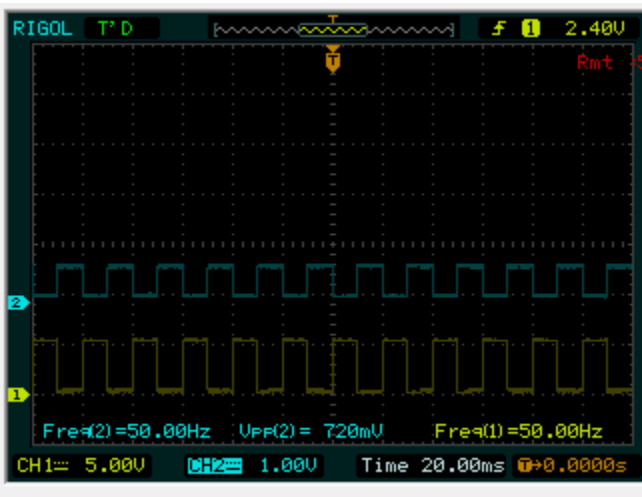 RIGOL T'D T f 1 2.40V
T
Rmt
2
1
Freq(2)=50.00Hz Vpp(2)= 720mV Freq(1)=50.00Hz
CH1 5.00V CH2 1.00V Time 20.00ms T→0.0000s